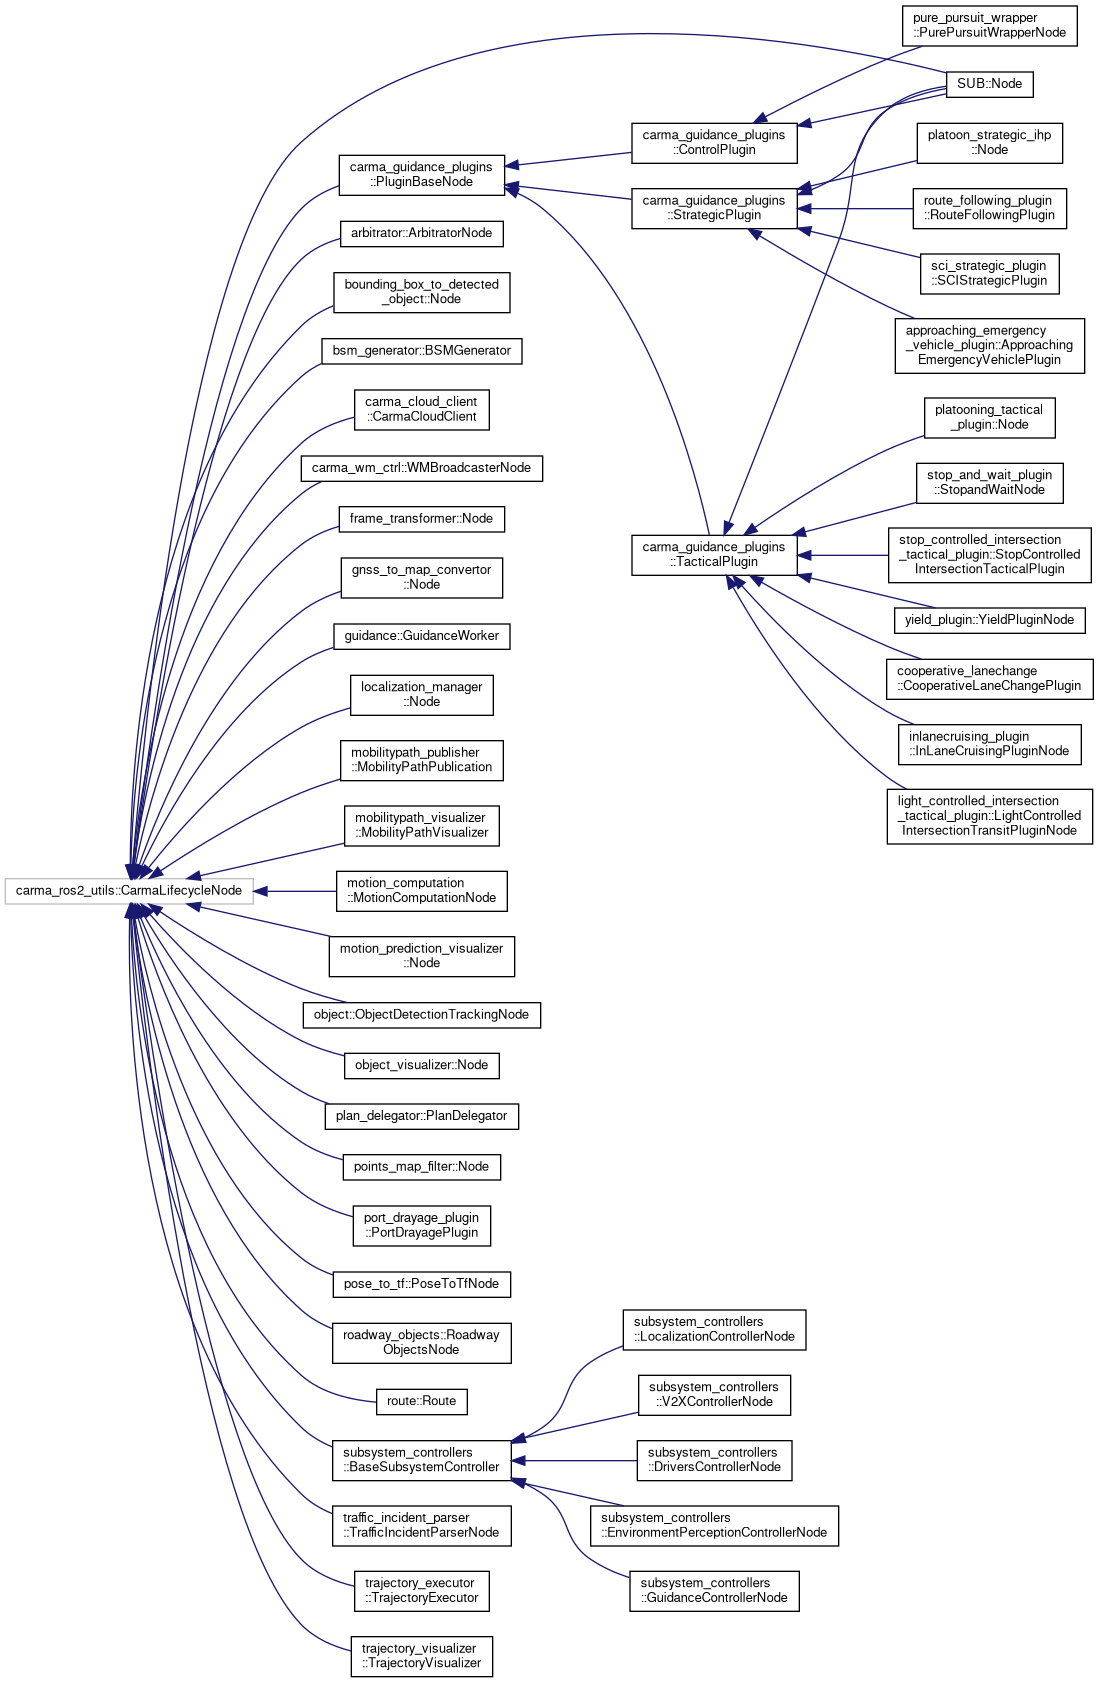 carma_ros2_utils::CarmaLifecycleNode
carma_guidance_plugins
::PluginBaseNode
arbitrator::ArbitratorNode
bounding_box_to_detected
_object::Node
bsm_generator::BSMGenerator
carma_cloud_client
::CarmaCloudClient
carma_wm_ctrl::WMBroadcasterNode
frame_transformer::Node
gnss_to_map_convertor
::Node
guidance::GuidanceWorker
localization_manager
::Node
mobilitypath_publisher
::MobilityPathPublication
mobilitypath_visualizer
::MobilityPathVisualizer
motion_computation
::MotionComputationNode
motion_prediction_visualizer
::Node
object::ObjectDetectionTrackingNode
object_visualizer::Node
plan_delegator::PlanDelegator
points_map_filter::Node
port_drayage_plugin
::PortDrayagePlugin
pose_to_tf::PoseToTfNode
roadway_objects::Roadway
ObjectsNode
route::Route
subsystem_controllers
::BaseSubsystemController
traffic_incident_parser
::TrafficIncidentParserNode
trajectory_executor
::TrajectoryExecutor
trajectory_visualizer
::TrajectoryVisualizer
carma_guidance_plugins
::ControlPlugin
carma_guidance_plugins
::StrategicPlugin
carma_guidance_plugins
::TacticalPlugin
subsystem_controllers
::LocalizationControllerNode
subsystem_controllers
::V2XControllerNode
subsystem_controllers
::DriversControllerNode
subsystem_controllers
::EnvironmentPerceptionControllerNode
subsystem_controllers
::GuidanceControllerNode
pure_pursuit_wrapper
::PurePursuitWrapperNode
SUB::Node
platoon_strategic_ihp
::Node
route_following_plugin
::RouteFollowingPlugin
sci_strategic_plugin
::SCIStrategicPlugin
approaching_emergency
_vehicle_plugin::Approaching
EmergencyVehiclePlugin
platooning_tactical
_plugin::Node
stop_and_wait_plugin
::StopandWaitNode
stop_controlled_intersection
_tactical_plugin::StopControlled
IntersectionTacticalPlugin
yield_plugin::YieldPluginNode
cooperative_lanechange
::CooperativeLaneChangePlugin
inlanecruising_plugin
::InLaneCruisingPluginNode
light_controlled_intersection
_tactical_plugin::LightControlled
IntersectionTransitPluginNode